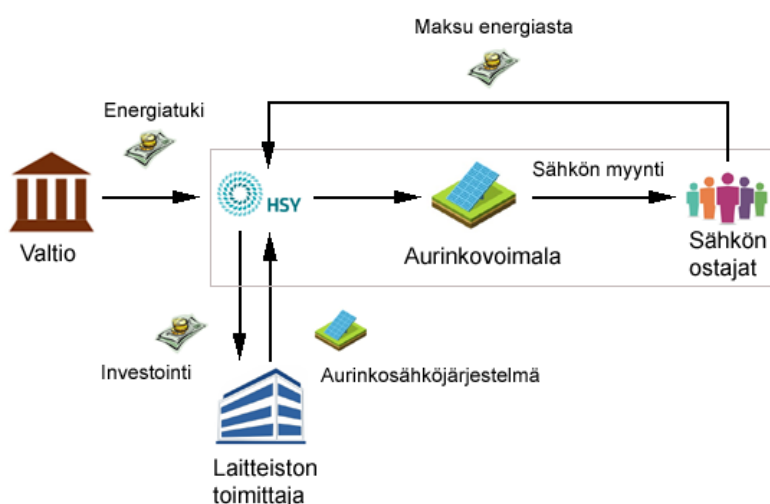 Maksu energiasta
Energiatuki
Sähkön myynti
HSY
Valtio
Aurinkovoimala
Sähkön
ostajat
Investointi
Aurinkosähköjärjestelmä
Laitteiston
toimittaja